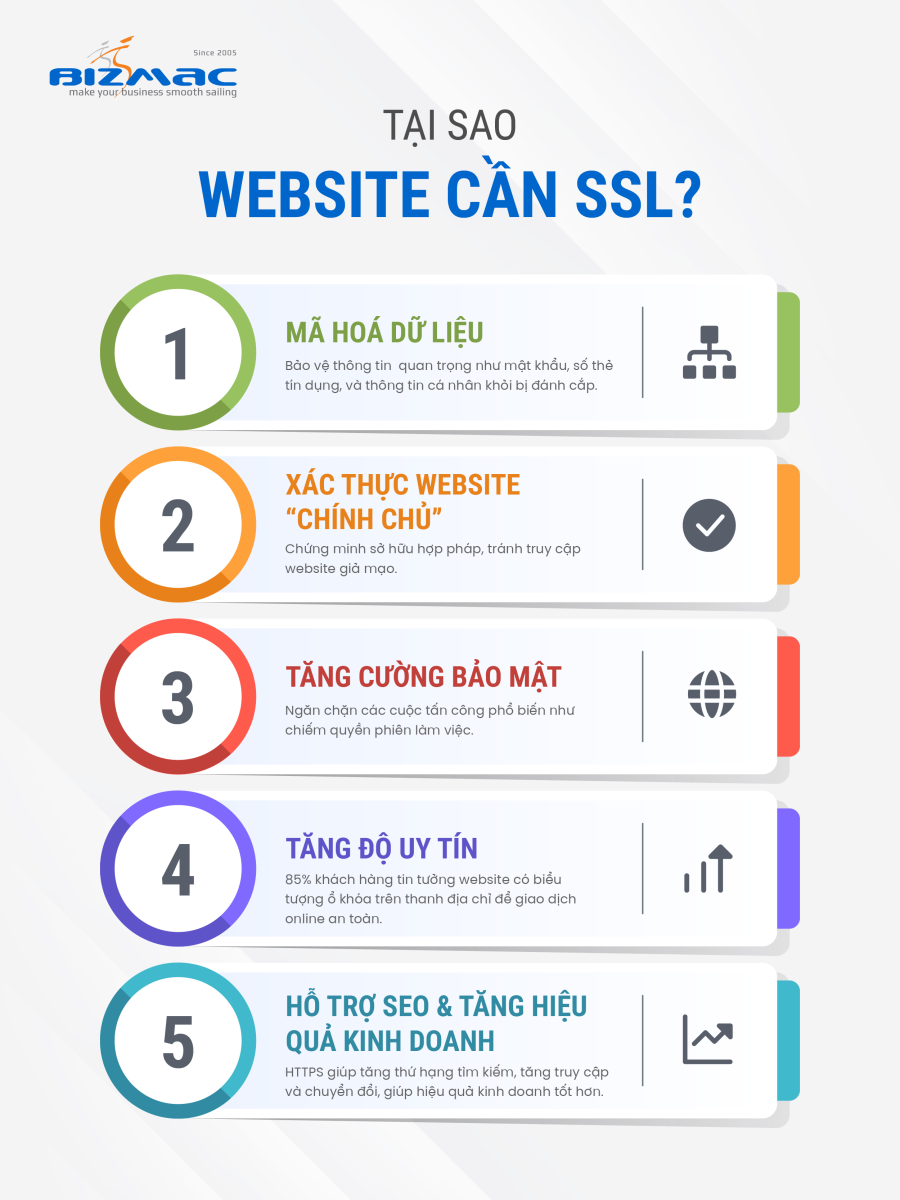 Since 2005
BIZMAC
make your business smooth sailing
TẠI SAO
WEBSITE CẦN SSL?
1
MÃ HOÁ DỮ LIỆU
Bảo vệ thông tin  quan trọng như mật khẩu, số thẻ
tín dụng, và thông tin cá nhân khỏi bị đánh cắp.
2
XÁC THỰC WEBSITE
“CHÍNH CHỦ”
Chứng minh sở hữu hợp pháp, tránh truy cập
website giả mạo.
3
TĂNG CƯỜNG BẢO MẬT
Ngăn chặn các cuộc tấn công phổ biến như
chiếm quyền phiên làm việc.
4
TĂNG ĐỘ UY TÍN
85% khách hàng tin tưởng website có biểu
tượng ổ khóa trên thanh địa chỉ để giao dịch
online an toàn.
5
HỖ TRỢ SEO & TĂNG HIỆU
QUẢ KINH DOANH
HTTPS giúp tăng thứ hạng tìm kiếm, tăng truy cập
và chuyển đổi, giúp hiệu quả kinh doanh tốt hơn.